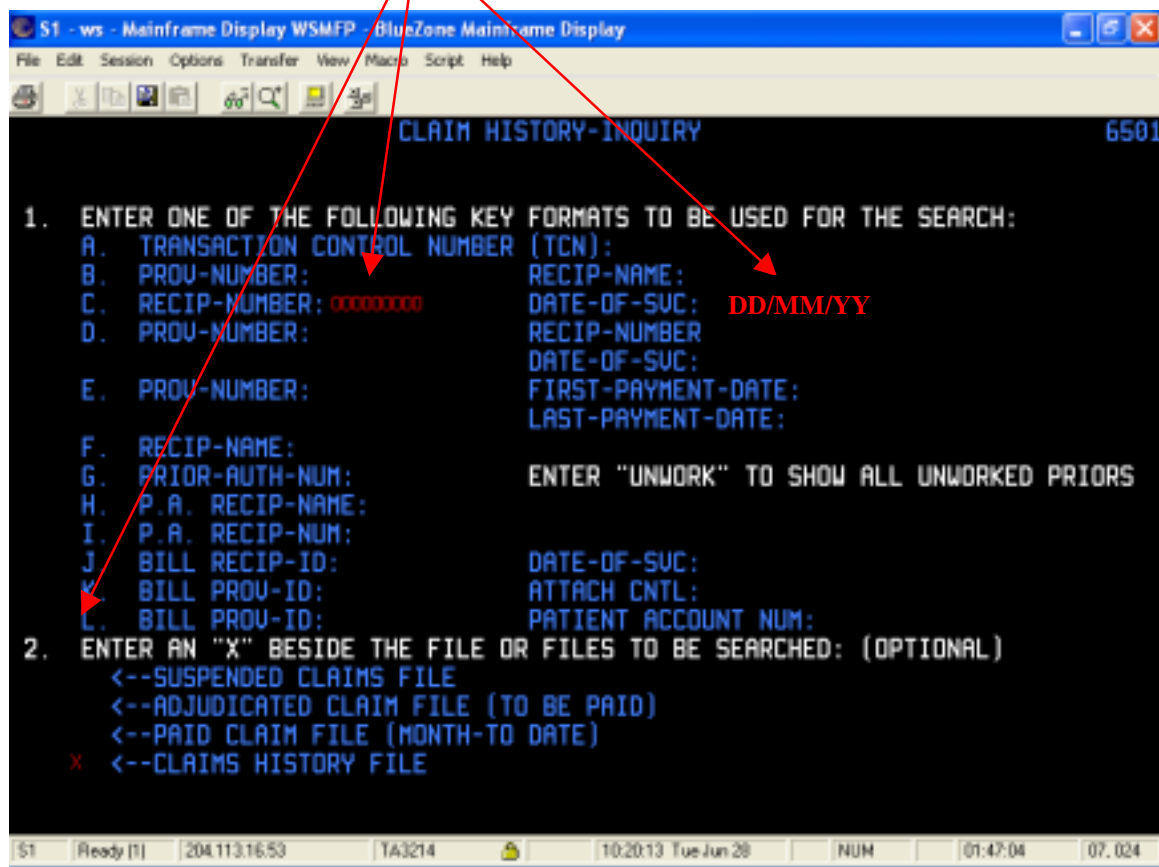 S1 - ws - Mainframe Display WSMFP - BlueZone Mainframe Display
File Edit Session Options Transfer View Macro Script Help
CLAIM HISTORY-INQUIRY 6501
1. ENTER ONE OF THE FOLLOWING KEY FORMATS TO BE USED FOR THE SEARCH:
A. TRANSACTION CONTROL NUMBER (TCN):
B. PROV-NUMBER: RECIP-NAME:
C. RECIP-NUMBER: 000000000 DATE-OF-SVC: DD/MM/YY
D. PROV-NUMBER: RECIP-NUMBER
DATE-OF-SVC:
E. PROV-NUMBER: FIRST-PAYMENT-DATE:
LAST-PAYMENT-DATE:
F. RECIP-NAME:
G. PRIOR-AUTH-NUM: ENTER "UNWORK" TO SHOW ALL UNWORKED PRIORS
H. P.A. RECIP-NAME:
I. P.A. RECIP-NUM:
J. BILL RECIP-ID: DATE-OF-SVC:
K. BILL PROV-ID: ATTACH CNTL:
L. BILL PROV-ID: PATIENT ACCOUNT NUM:
2. ENTER AN "X" BESIDE THE FILE OR FILES TO BE SEARCHED: (OPTIONAL)
<--SUSPENDED CLAIMS FILE
<--ADJUDICATED CLAIM FILE (TO BE PAID)
<--PAID CLAIM FILE (MONTH-TO DATE)
X <--CLAIMS HISTORY FILE
S1 Ready (1) 204.113.16.53 TA3214 10:20:13 Tue Jun 28 NUM 01:47:04 07, 024